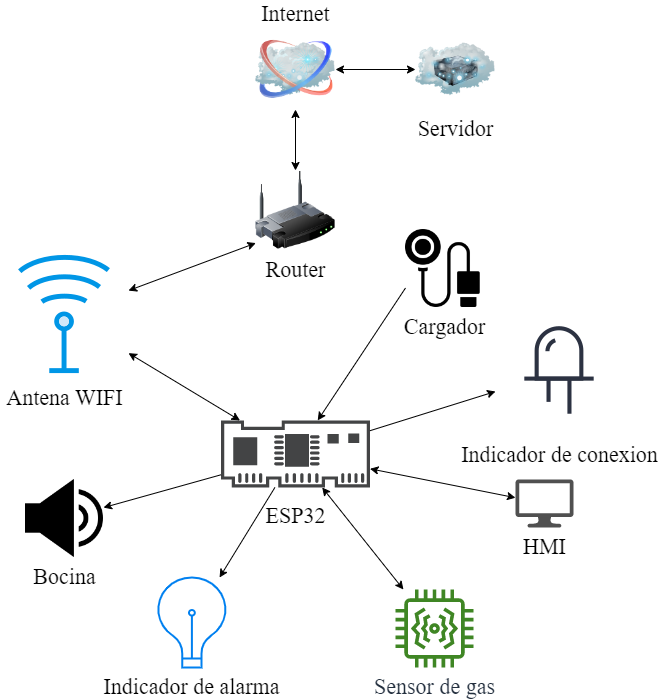 Internet
Servidor
Router
Cargador
Antena WIFI
Indicador de conexion
ESP32
HMI
Bocina
Indicador de alarma
Sensor de gas